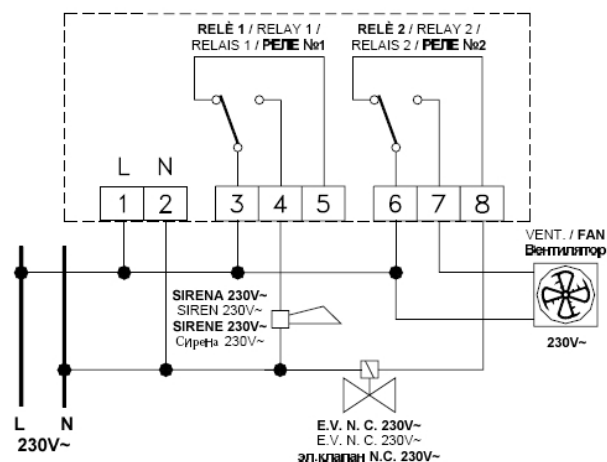 RELÈ 1 / RELAY 1 /
RELAIS 1 / РЕЛЕ №1
RELÈ 2 / RELAY 2 /
RELAIS 2 / РЕЛЕ №2
L N
1 2 3 4 5 6 7 8
VENT. / FAN
Вентилятор
230V~
SIRENA 230V~
SIREN 230V~
SIRENE 230V~
Сирена 230V~
L N
230V~
E.V. N. C. 230V~
E.V. N. C. 230V~
эл.клапан N.C. 230V~